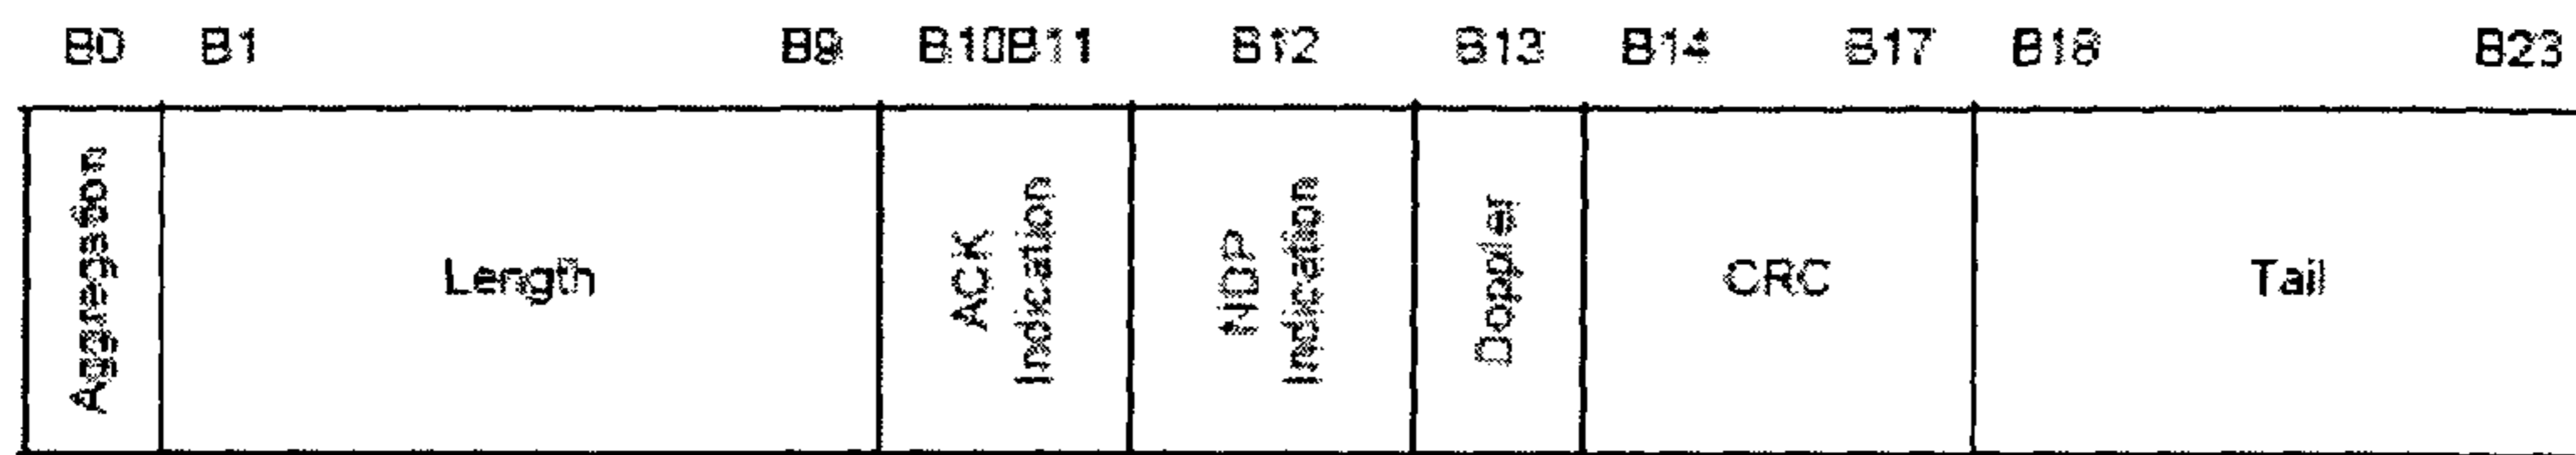 B0 B1 B9 B10B11 B12 B13 B14 B17 B18 B23
Aggregation
Length
ACK
Indication
NDP
Indication
Doppler
CRC
Tail